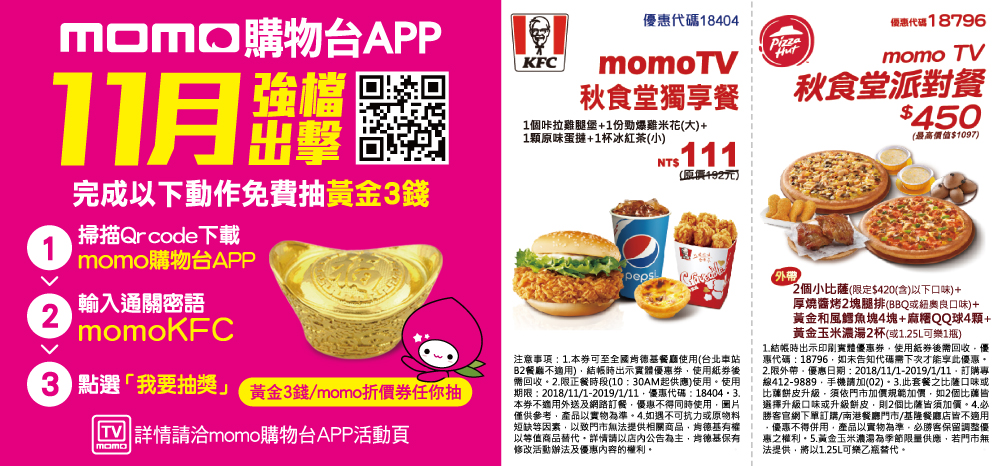 momo購物台APP
11月強檔出擊
完成以下動作免費抽黃金3錢
1 掃描Qr code下載
momo購物台APP
2 輸入通關密語
momoKFC
3 點選「我要抽獎」
黃金3錢/momo折價券任你抽
TV momo 詳情請洽momo購物台APP活動頁
優惠代碼18404
KFC
momoTV
秋食堂獨享餐
1個咔拉雞腿堡+1份勁爆雞米花(大)+
1顆原味蛋撻+1杯冰紅茶(小)
NT$111
(原價192元)
pepsi
注意事項：1.本券可至全國肯德基餐廳使用(台北車站
B2餐廳不適用)，結帳時出示實體優惠券，使用紙券後
需回收。2.限正餐時段(10：30AM起供應)使。使用
期限：2018/11/1-2019/1/11，優惠代碼：18404。3.
本券不適用外送及網路訂餐，優惠不得同時使用，圖片
僅供參考，產品以實物為準。4.如遇不可抗力或原物料
短缺等因素，以致門市無法提供相關商品，肯德基有權
以等值商品替代。詳情請以店內公告為主，肯德基保有
修改活動辦法及優惠內容的權利。
優惠代碼18796
Pizza Hut
momo TV
秋食堂派對餐
$450
(最高價值$1097)
外帶
2個小比薩(限定$420(含)以下口味)+
厚燒醬烤2塊腿排(BBQ或紐奧良口味)+
黃金和風鱈魚塊4塊+麻糬QQ球4顆+
黃金玉米濃湯2杯(或1.25L可樂1瓶)
1.結帳時出示印刷實體優惠券，使用紙券後需回收，優
惠代碼：18796，如未告知代碼需下次才能享此優惠。
2.限外帶，優惠日期：2018/11/1-2019/1/11，訂購專
線412-9889，手機請加(02)。3.此套餐之比薩口味或
比薩餅皮升級，須依門市加價規範加價，如2個比薩皆
選擇升級口味或升級餅皮，則2個比薩皆須加價。4.必
勝客官網下單訂購/南港餐廳門市/基隆餐廳店皆不適用
，優惠不得併用，產品以實物為準，必勝客保留調整優
惠之權利。5.黃金玉米濃湯為季節限量供應，若門市無
法提供，將以1.25L可樂乙瓶替代。